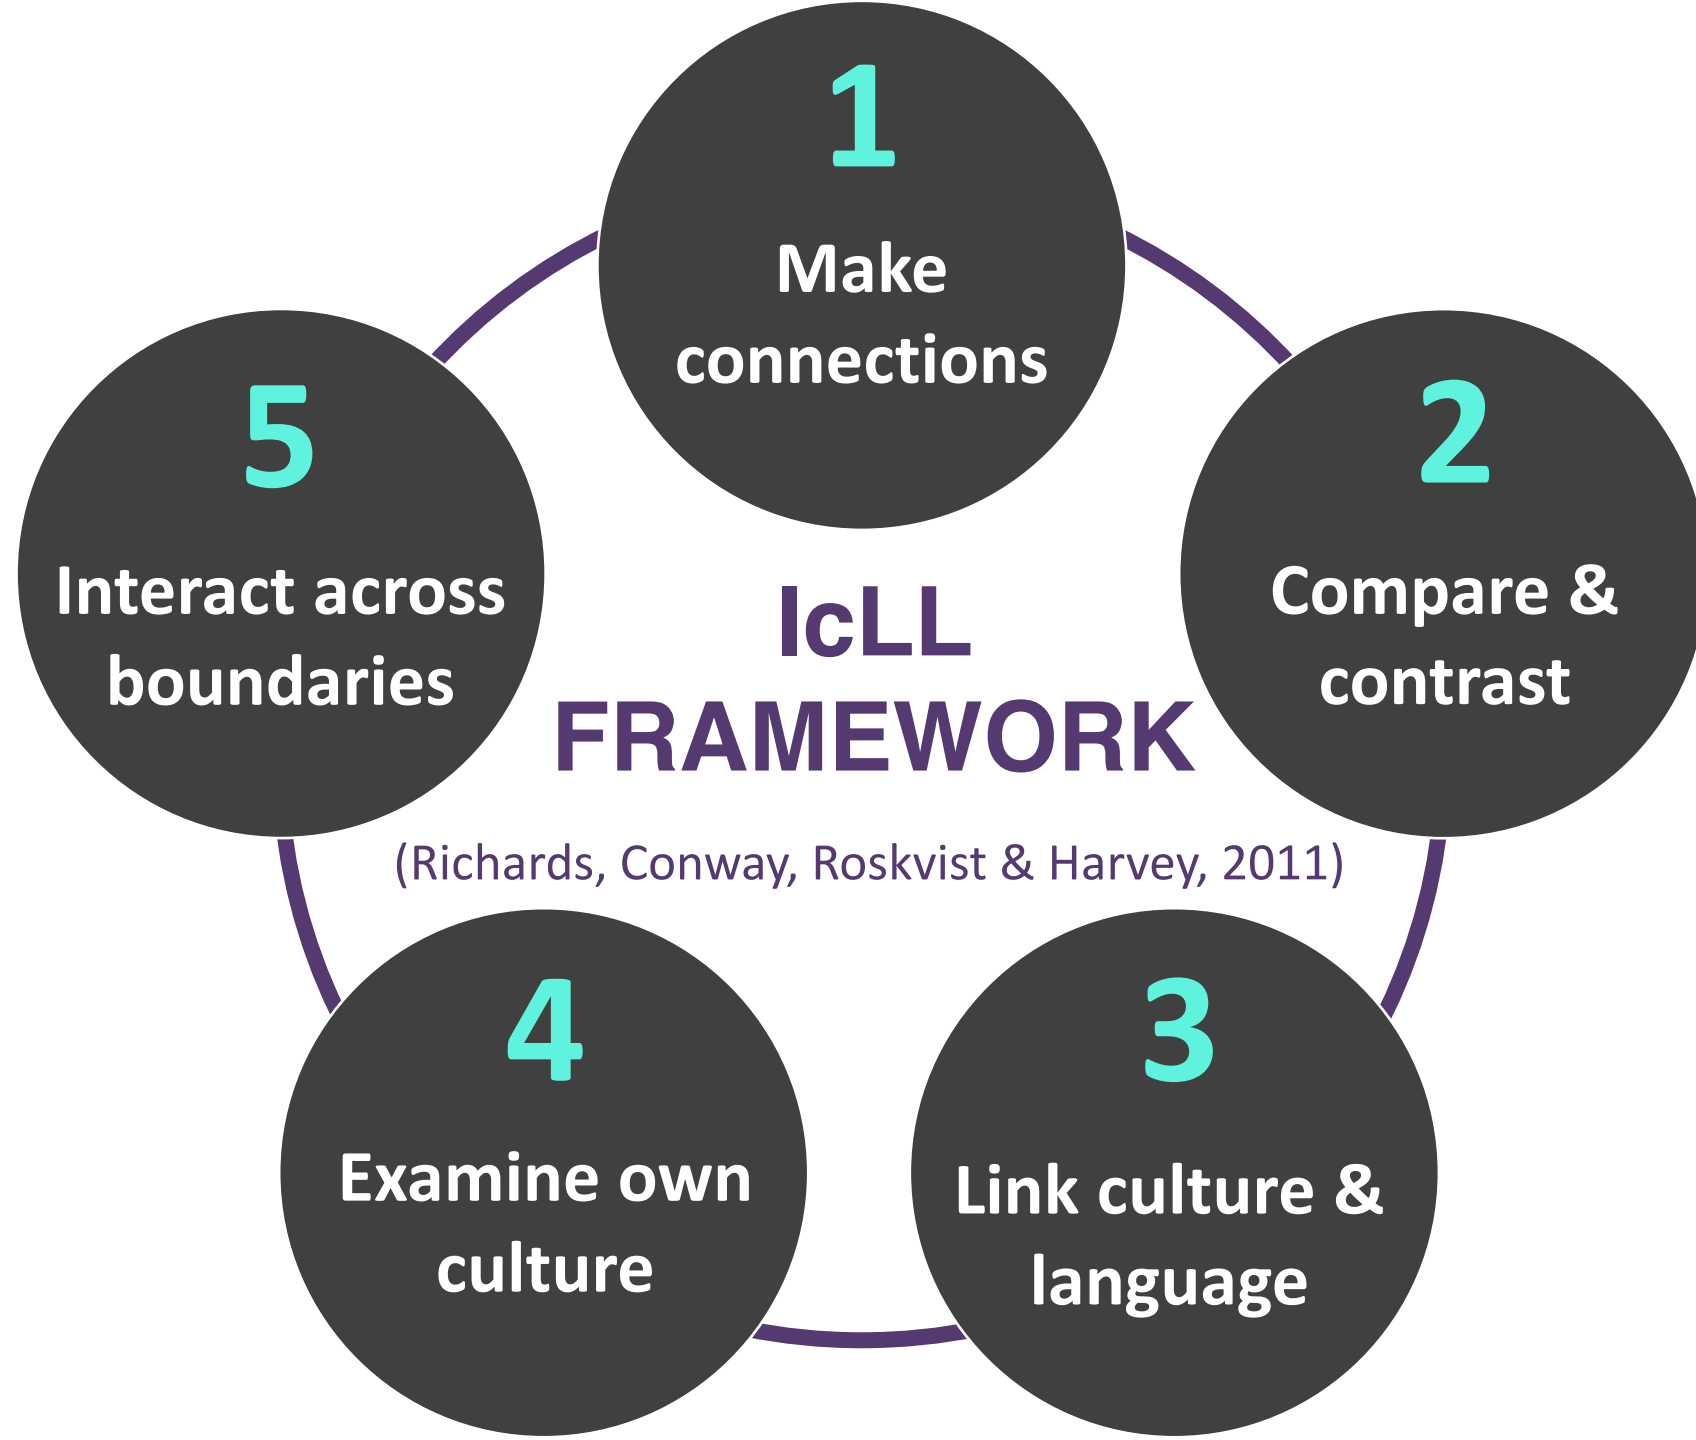 1
Make
connections
2
Compare &
contrast
3
Link culture &
language
4
Examine own
culture
5
Interact across
boundaries
IcLL
FRAMEWORK
(Richards, Conway, Roskvist & Harvey, 2011)